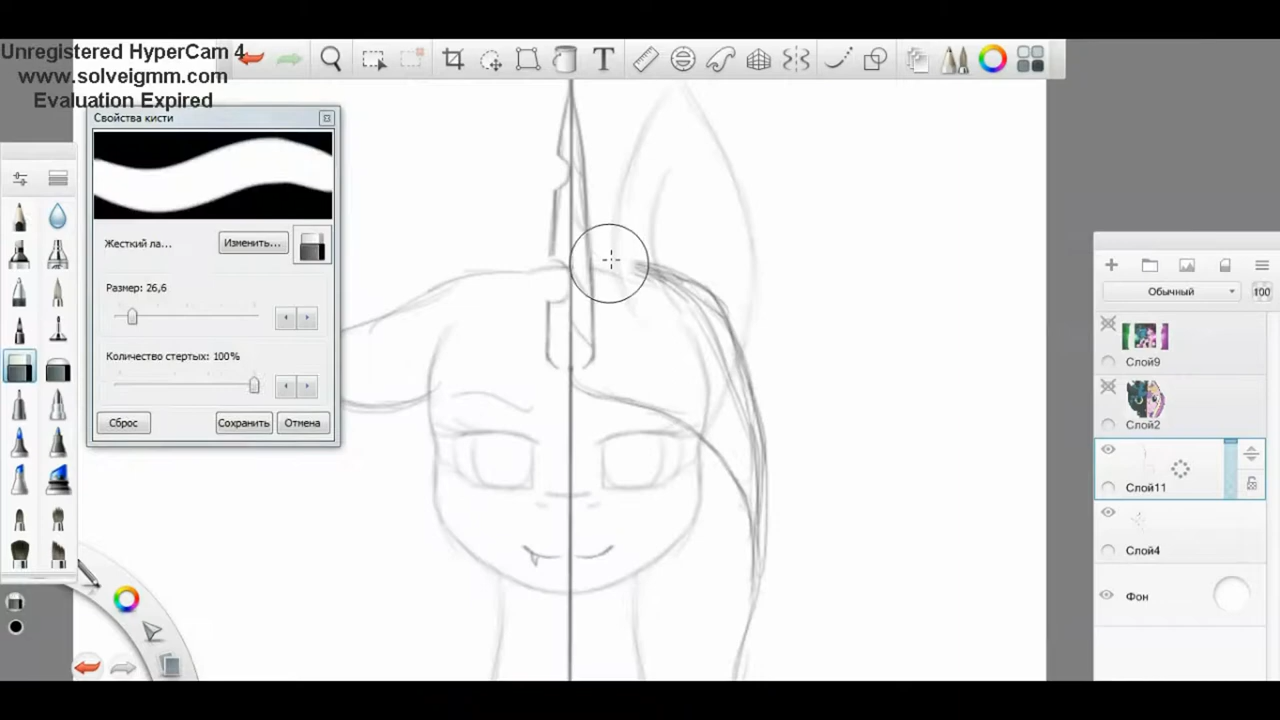 Unregistered HyperCam 4
www.solveigmm.com
Evaluation Expired
T
Свойства кисти
Жесткий ла...
Изменить...
Размер: 26,6
Количество стертых: 100%
Сброс
Сохранить
Отмена
Обычный
100
Слой9
Слой2
Слой11
Слой4
Фон